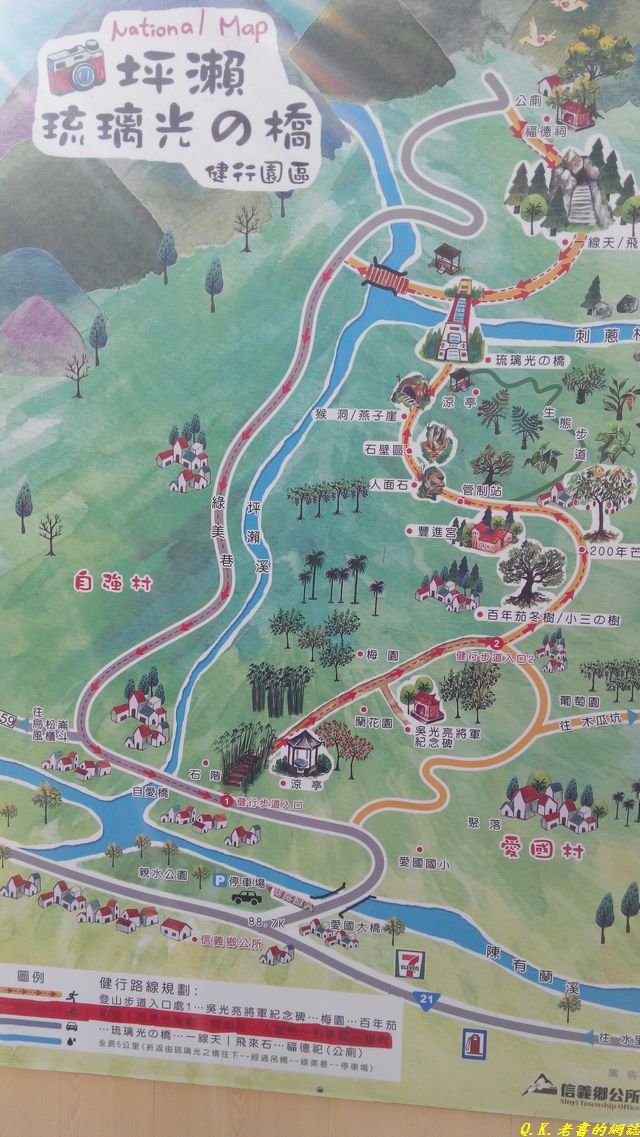 National Map
坪瀨
琉璃光の橋
健行園區
公廁
福德祠
一線天/飛
刺蔥
琉璃光の橋
涼亭
生態步道
猴洞/燕子崖
石壁區
人面石
管制站
豐進宮
200年芒
百年茄冬樹/小三の樹
綠美巷
坪瀨溪
自強村
梅園
2
健行步道入口2
葡萄園
往 木瓜坑
蘭花園
吳光亮將軍
紀念碑
往
烏松崙
風櫃斗
59
石階
涼亭
自愛橋
1 健行步道入口
聚落
愛國村
愛國國小
親水公園
P 停車場
由此進入
88.7K
愛國大橋
信義鄉公所
7
ELEVEN
陳有蘭溪
21
往 水里
圖例
健行路線規劃:
登山步道入口處1…吳光亮將軍紀念碑…梅園…百年茄
…琉璃光の橋…一線天|飛來石…福德祀(公廁)
全長5公里(折返由琉璃光之橋往下--經過吊橋--綠美巷--停車場)
廣告
信義鄉公所
Sinyi Township Office
Q.K.老書的網誌